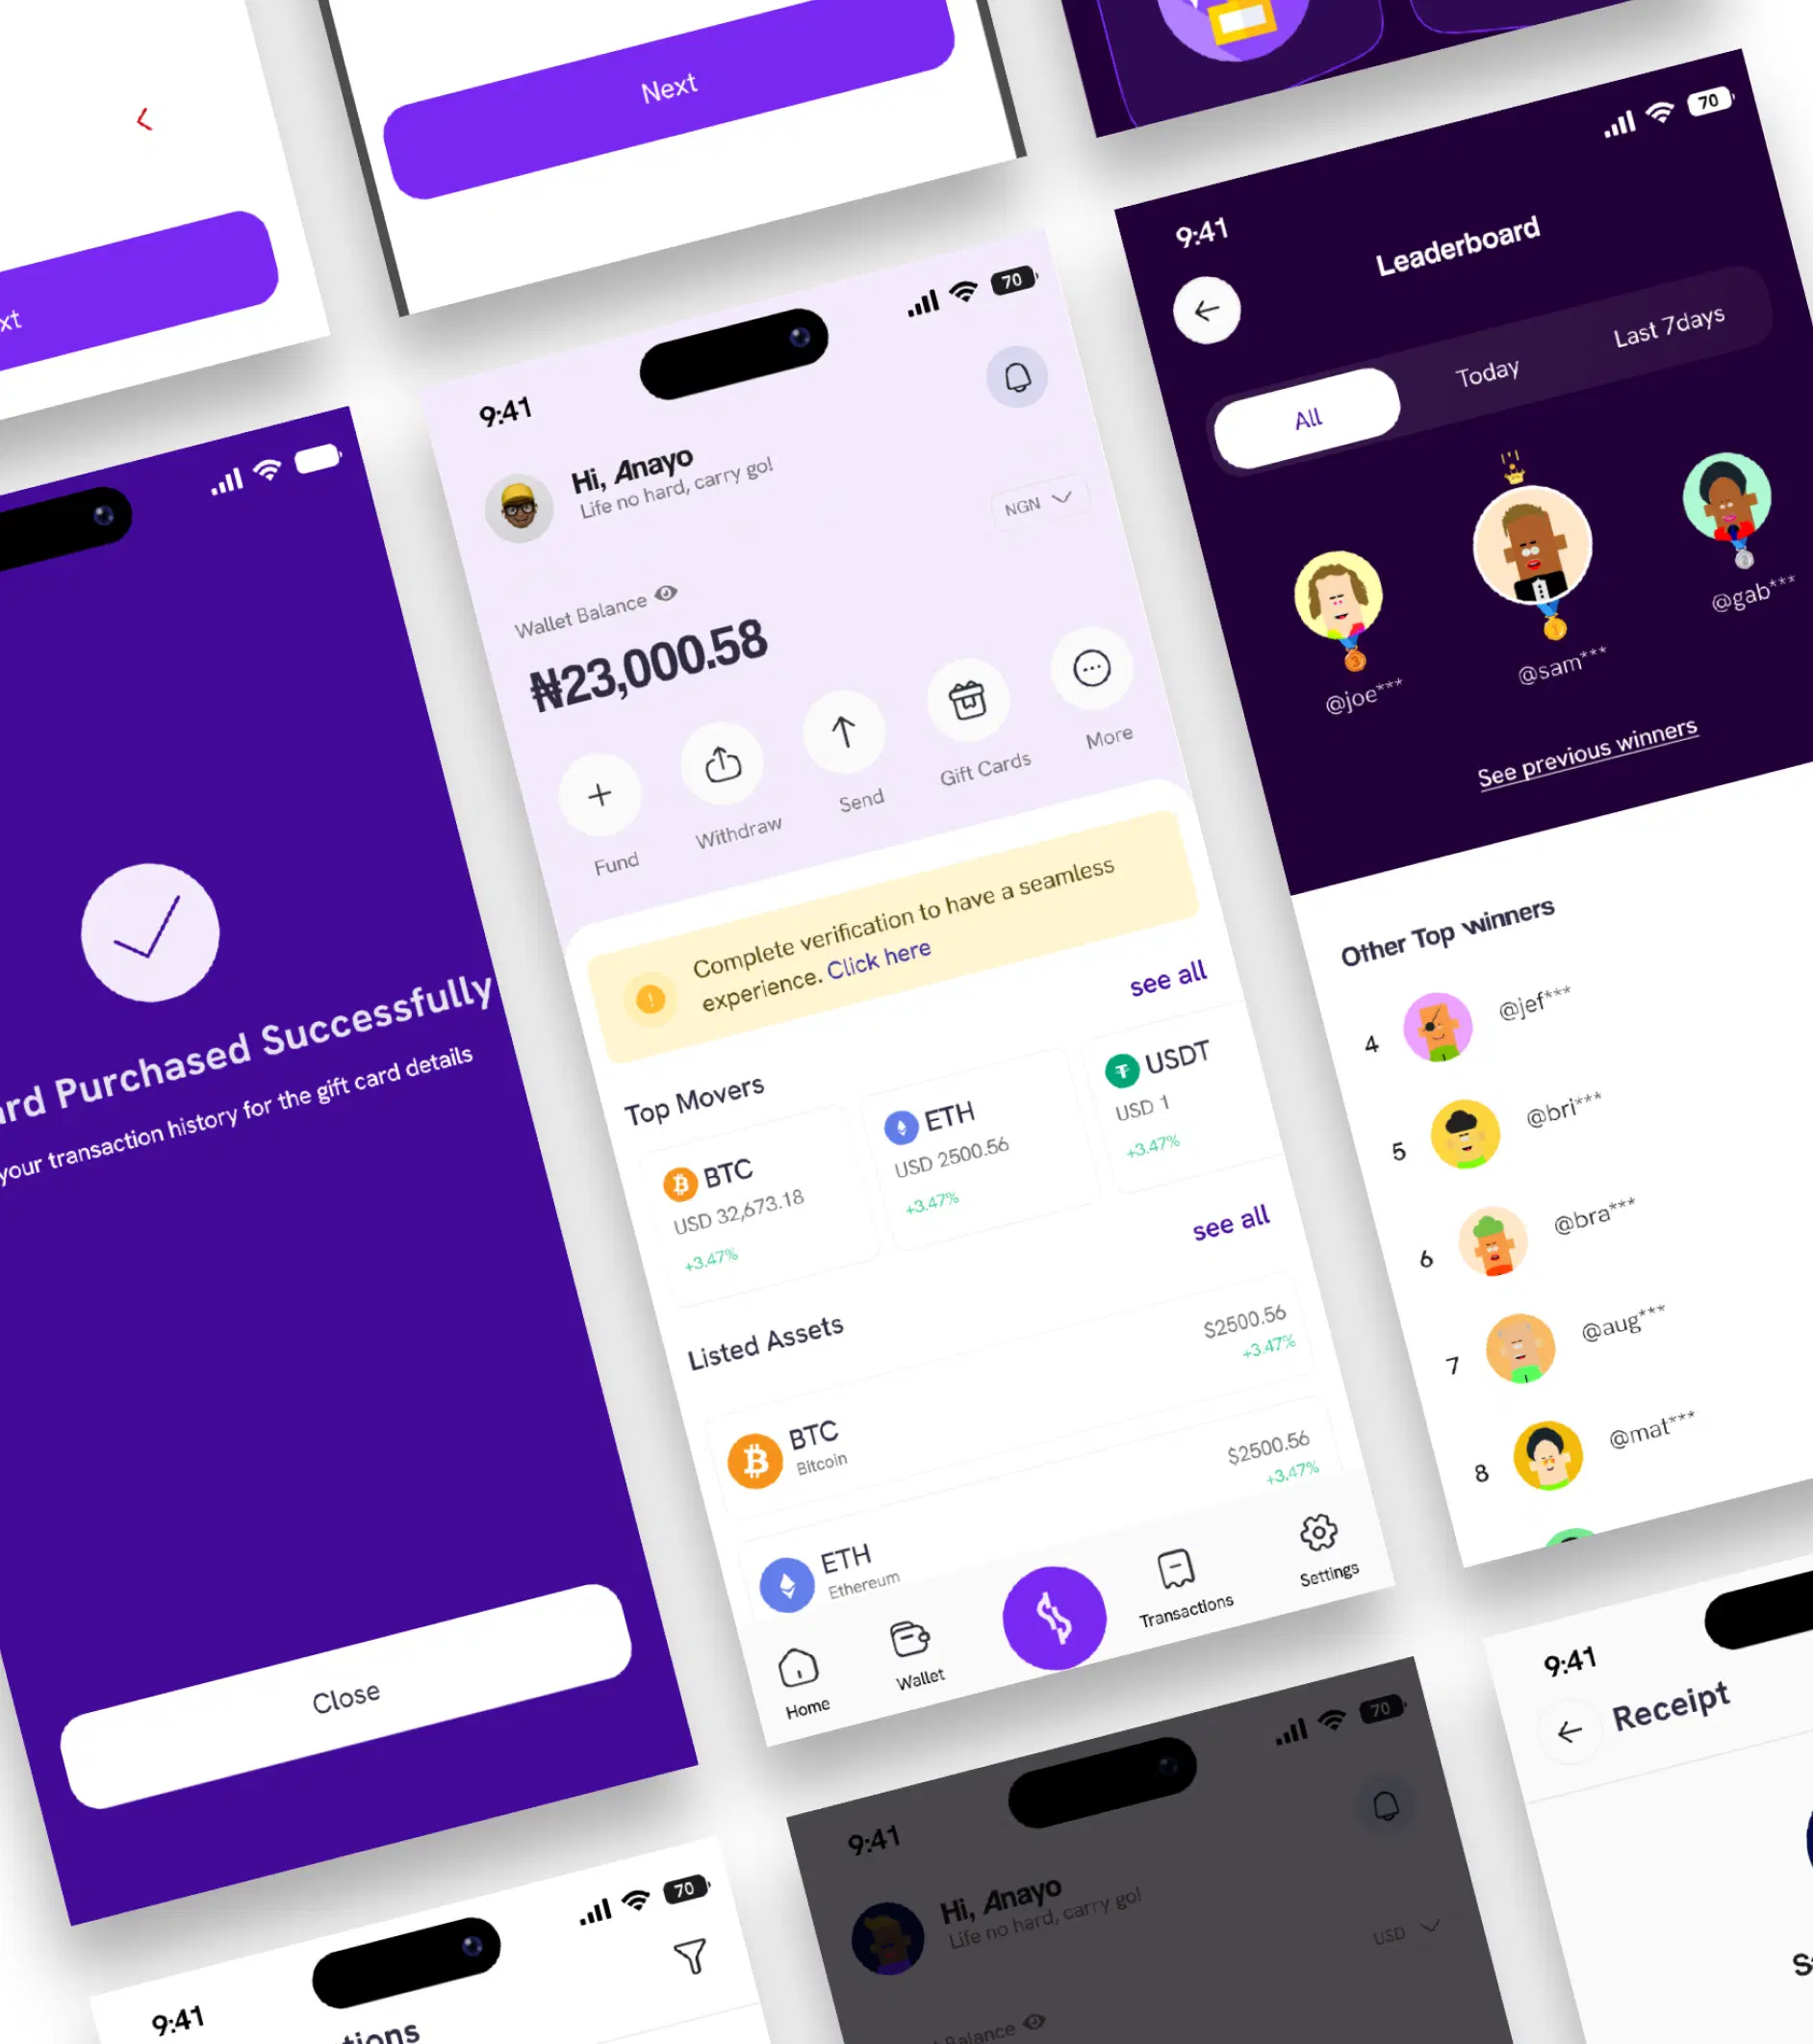 Next
70
9:41
Leaderboard
All
Today
Last 7days
@joe***
@sam***
@gab***
See previous winners
Other Top winners
4
@jef***
5
@bri***
6
@bra***
7
@aug***
8
@mat***
70
9:41
Hi, Anayo
Life no hard, carry go!
NGN
Wallet Balance
₦23,000.58
Fund
Withdraw
Send
Gift Cards
More
Complete verification to have a seamless
experience. Click here
see all
Top Movers
BTC
USD 32,673.18
+3.47%
ETH
USD 2500.56
+3.47%
USDT
USD 1
+3.47%
see all
Listed Assets
BTC
Bitcoin
$2500.56
+3.47%
ETH
Ethereum
$2500.56
+3.47%
Home
Wallet
Transactions
Settings
Purchased Successfully
your transaction history for the gift card details
Close
70
9:41
70
9:41
Hi, Anayo
Life no hard, carry go!
USD
Balance
9:41
Receipt